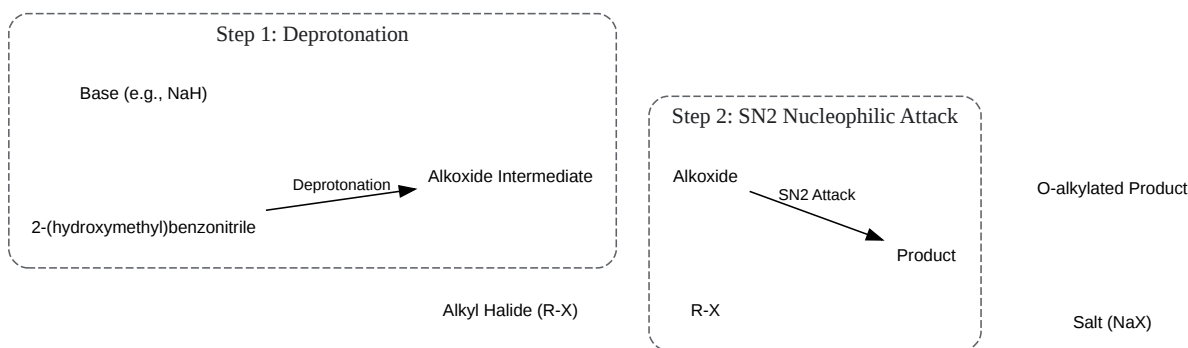 Step 1: Deprotonation
Base (e.g., NaH)
Deprotonation
Alkoxide Intermediate
2-(hydroxymethyl)benzonitrile
Alkyl Halide (R-X)
Step 2: SN2 Nucleophilic Attack
Alkoxide
SN2 Attack
Product
R-X
O-alkylated Product
Salt (NaX)